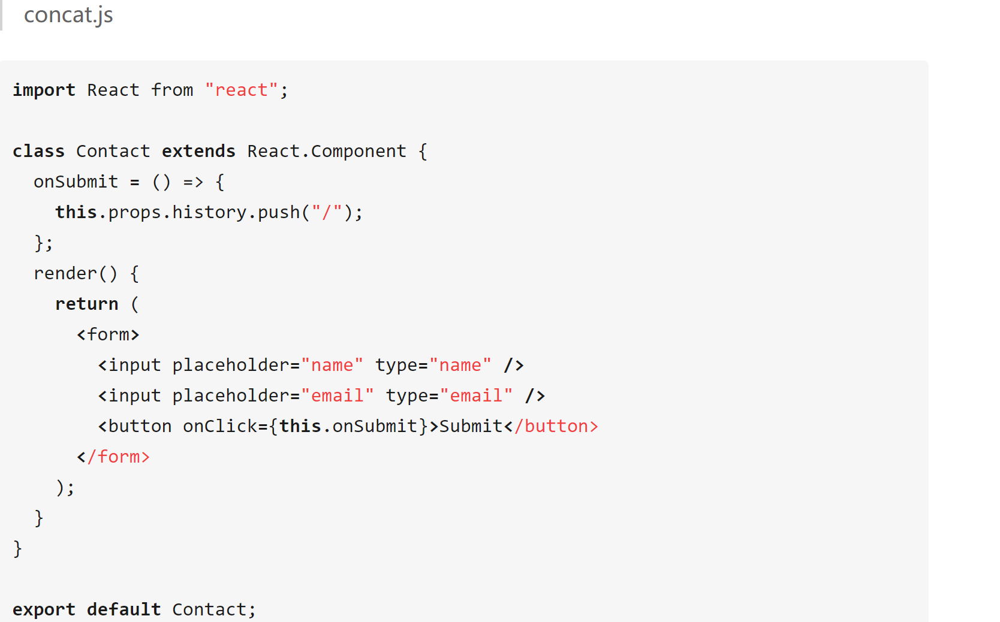 concat.js
import React from "react";
class Contact extends React.Component {
  onSubmit = () => {
    this.props.history.push("/");
  };
  render() {
    return (
      <form>
        <input placeholder="name" type="name" />
        <input placeholder="email" type="email" />
        <button onClick={this.onSubmit}>Submit</button>
      </form>
    );
  }
}
export default Contact;